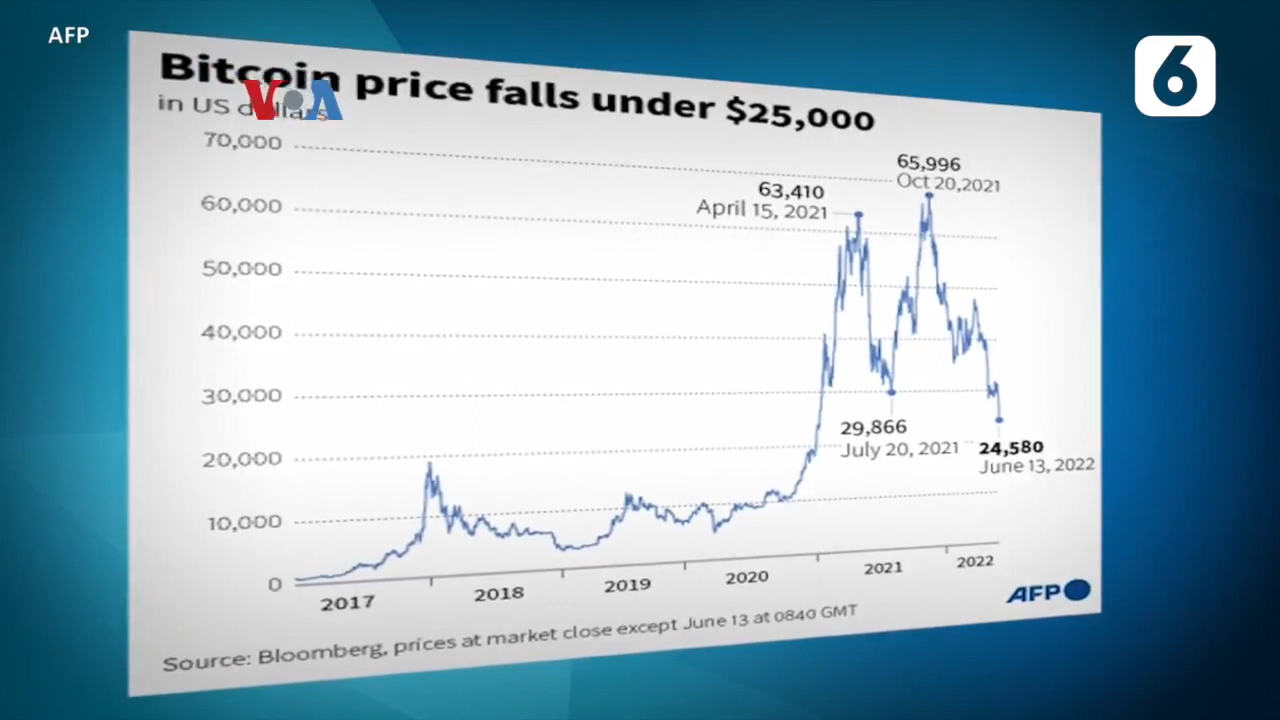 AFP
6
Bitcoin price falls under $25,000
in US dollars
VOA
70,000
60,000
50,000
40,000
30,000
20,000
10,000
0
65,996
Oct 20,2021
63,410
April 15, 2021
29,866
July 20, 2021
24,580
June 13, 2022
2017 2018 2019 2020 2021 2022
AFP
Source: Bloomberg, prices at market close except June 13 at 0840 GMT